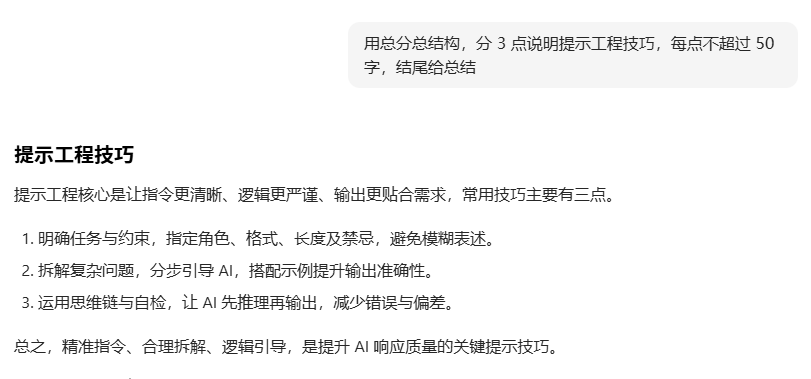 用总分总结构，分 3 点说明提示工程技巧，每点不超过 50
字，结尾给总结
提示工程技巧
提示工程核心是让指令更清晰、逻辑更严谨、输出更贴合需求，常用技巧主要有三点。
1. 明确任务与约束，指定角色、格式、长度及禁忌，避免模糊表述。
2. 拆解复杂问题，分步引导 AI，搭配示例提升输出准确性。
3. 运用思维链与自检，让 AI 先推理再输出，减少错误与偏差。
总之，精准指令、合理拆解、逻辑引导，是提升 AI 响应质量的关键提示技巧。